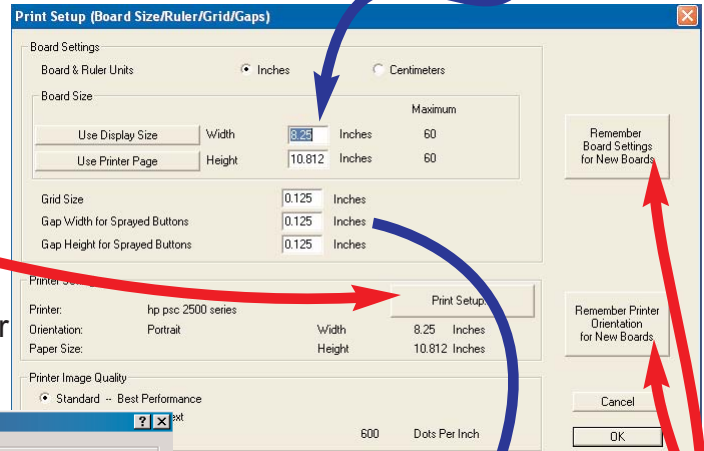 Print Setup (Board Size/Ruler/Grid/Gaps)
Board Settings
Board & Ruler Units Inches Centimeters
Board Size
Maximum
Use Display Size Width 8.25 Inches 60
Use Printer Page Height 10.812 Inches 60
Remember
Board Settings
for New Boards
Grid Size 0.125 Inches
Gap Width for Sprayed Buttons 0.125 Inches
Gap Height for Sprayed Buttons 0.125 Inches
Printer
Print Setup
Printer: hp psc 2500 series
r
Orientation: Portrait Width 8.25 Inches
Paper Size: Height 10.812 Inches
Remember Printer
Orientation
for New Boards
Printer Image Quality
Standard -- Best Performance
600 Dots Per Inch
Cancel
OK